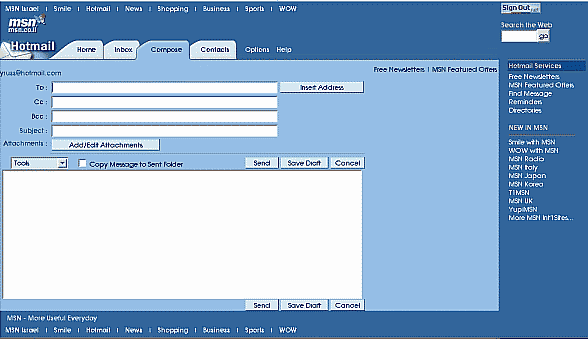 MSN Israel | Smile | Hotmail | News | Shopping | Business | Sports | WOW
Sign Out .net
msn
msn.co.il
Search the Web
go
Hotmail
Home Inbox Compose Contacts Options Help
Free Newsletters | MSN Featured Offers
@hotmail.com
To :
Insert Address
Cc :
Bcc :
Subject :
Attachments : Add/Edit Attachments
Tools Copy Message to Sent Folder Send Save Draft Cancel
Send Save Draft Cancel
Hotmail Services
Free Newsletters
MSN Featured Offers
Find Message
Reminders
Directories
NEW IN MSN
Smile with MSN
WOW with MSN
MSN Radio
MSN Italy
MSN Japan
MSN Korea
T1MSN
MSN UK
YupiMSN
More MSN Int'l Sites...
MSN - More Useful Everyday
MSN Israel | Smile | Hotmail | News | Shopping | Business | Sports | WOW